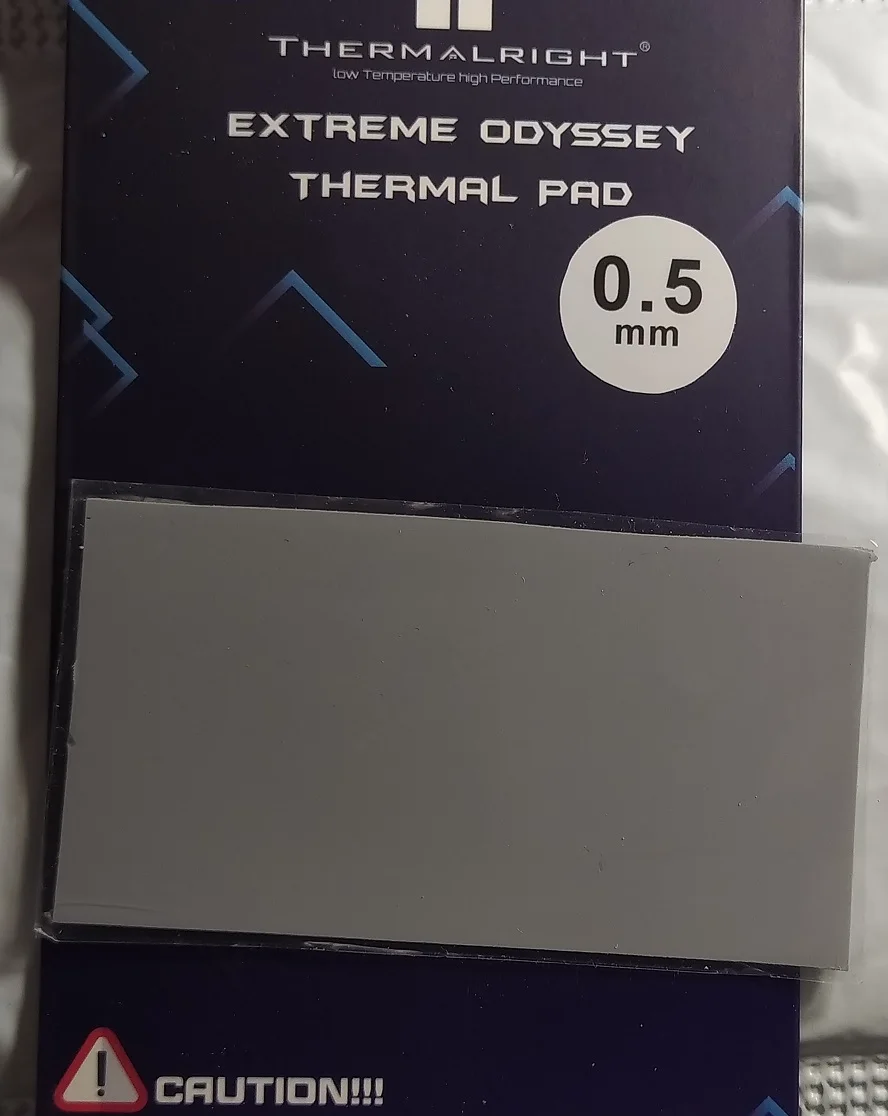 THERMALRIGHT®
low Temperature high Performance
EXTREME ODYSSEY
THERMAL PAD
0.5
mm
CAUTION!!!